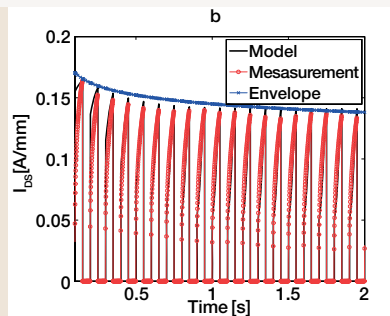 b
0.2
Model
Mesasurement
Envelope
0.15
I_DS[A/mm]
0.1
0.05
0
0.5
1
1.5
2
Time [s]